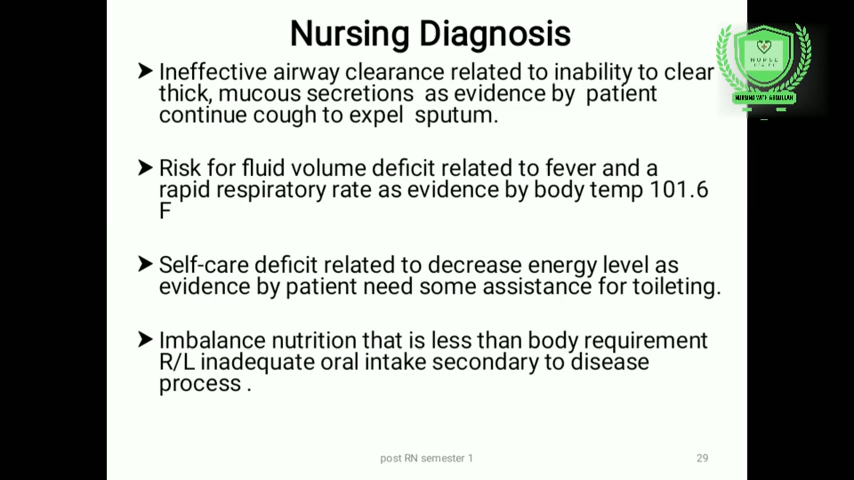 Nursing Diagnosis
➤ Ineffective airway clearance related to inability to clear
thick, mucous secretions as evidence by patient
continue cough to expel sputum.
➤ Risk for fluid volume deficit related to fever and a
rapid respiratory rate as evidence by body temp 101.6
F
➤ Self-care deficit related to decrease energy level as
evidence by patient need some assistance for toileting.
➤ Imbalance nutrition that is less than body requirement
R/L inadequate oral intake secondary to disease
process .
post RN semester 1
29
NURSE
NURSING WITH ABDULLAH